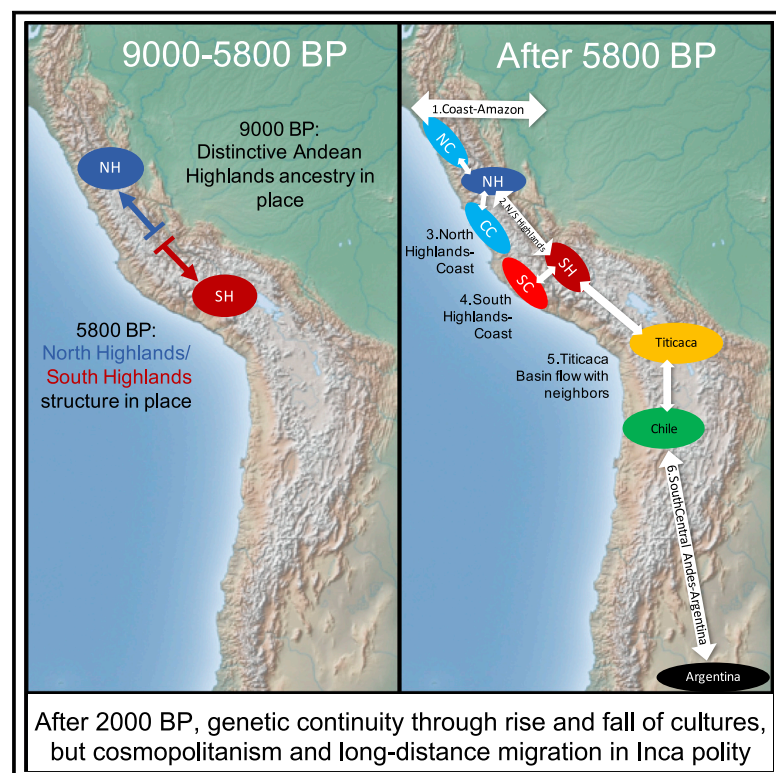 9000-5800 BP
9000 BP:
Distinctive Andean
Highlands ancestry in
place
NH
SH
5800 BP:
North Highlands/
South Highlands
structure in place
After 5800 BP
1.Coast-Amazon
NC
NH
2.N/S Highlands
CC
3.North
Highlands-
Coast
SH
SC
4.South
Highlands-
Coast
Titicaca
5.Titicaca
Basin flow with
neighbors
Chile
6.SouthCentral Andes-Argentina
Argentina
After 2000 BP, genetic continuity through rise and fall of cultures,
but cosmopolitanism and long-distance migration in Inca polity